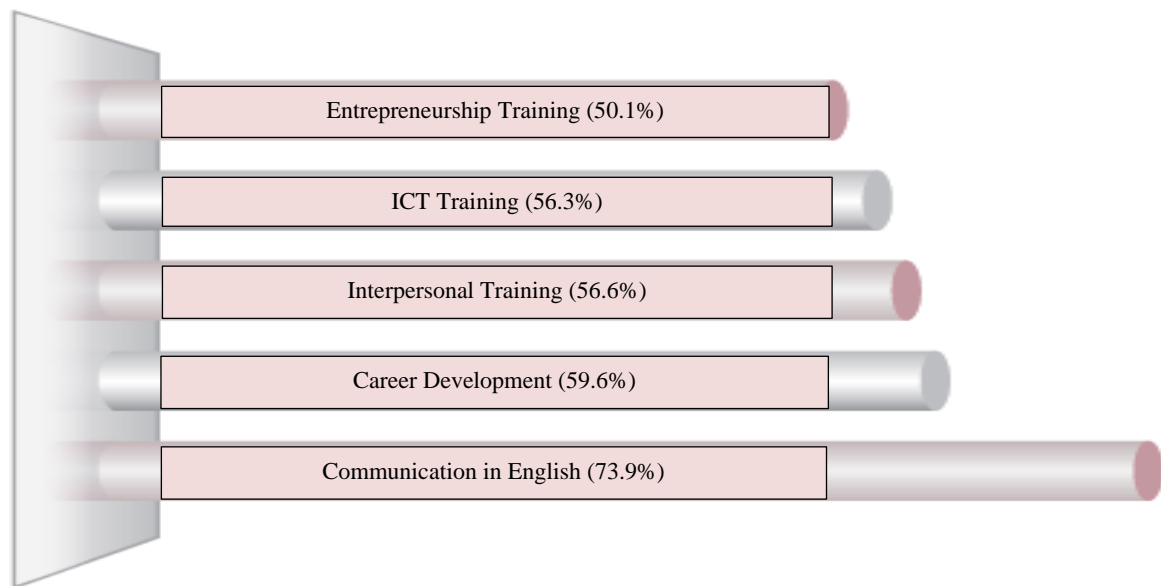 Entrepreneurship Training (50.1%)
ICT Training (56.3%)
Interpersonal Training (56.6%)
Career Development (59.6%)
Communication in English (73.9%)